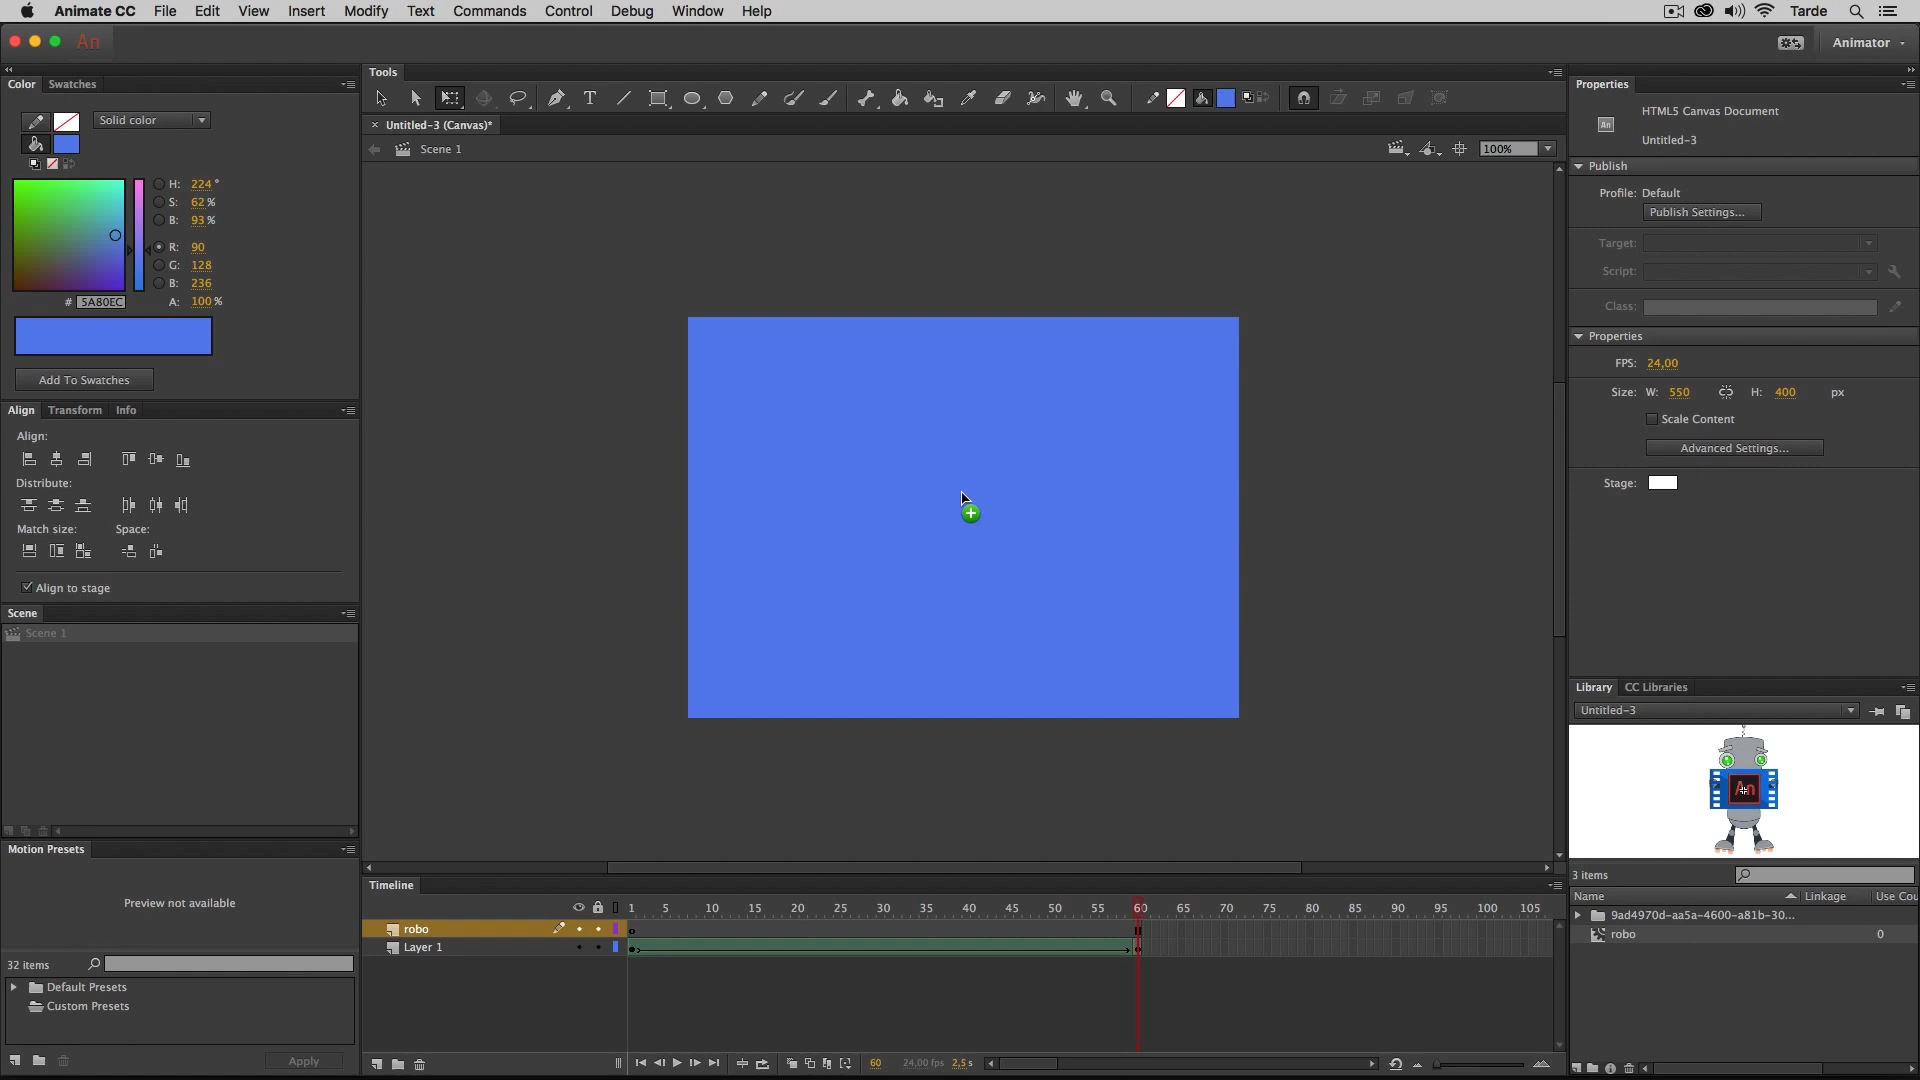 Animate CC File Edit View Insert Modify Text Commands Control Debug Window Help Tarde
An Animator
Color Swatches
Solid color
H: 224 °
S: 62 %
B: 93 %
R: 90
G: 128
B: 236
# 5A80EC A: 100 %
Add To Swatches
Align Transform Info
Align:
Distribute:
Match size: Space:
Align to stage
Scene
Scene 1
Motion Presets
Preview not available
32 items
Default Presets
Custom Presets
Apply
Tools
T
Untitled-3 (Canvas)*
Scene 1 100%
Timeline
1 5 10 15 20 25 30 35 40 45 50 55 60 65 70 75 80 85 90 95 100 105
robo
Layer 1
60 24,00 fps 2,5 s
Properties
HTML5 Canvas Document
An
Untitled-3
Publish
Profile: Default
Publish Settings...
Target:
Script:
Class:
Properties
FPS: 24,00
Size: W: 550 H: 400 px
Scale Content
Advanced Settings...
Stage:
Library CC Libraries
Untitled-3
An
3 items
Name Linkage Use Cou
9ad4970d-aa5a-4600-a81b-30...
robo 0